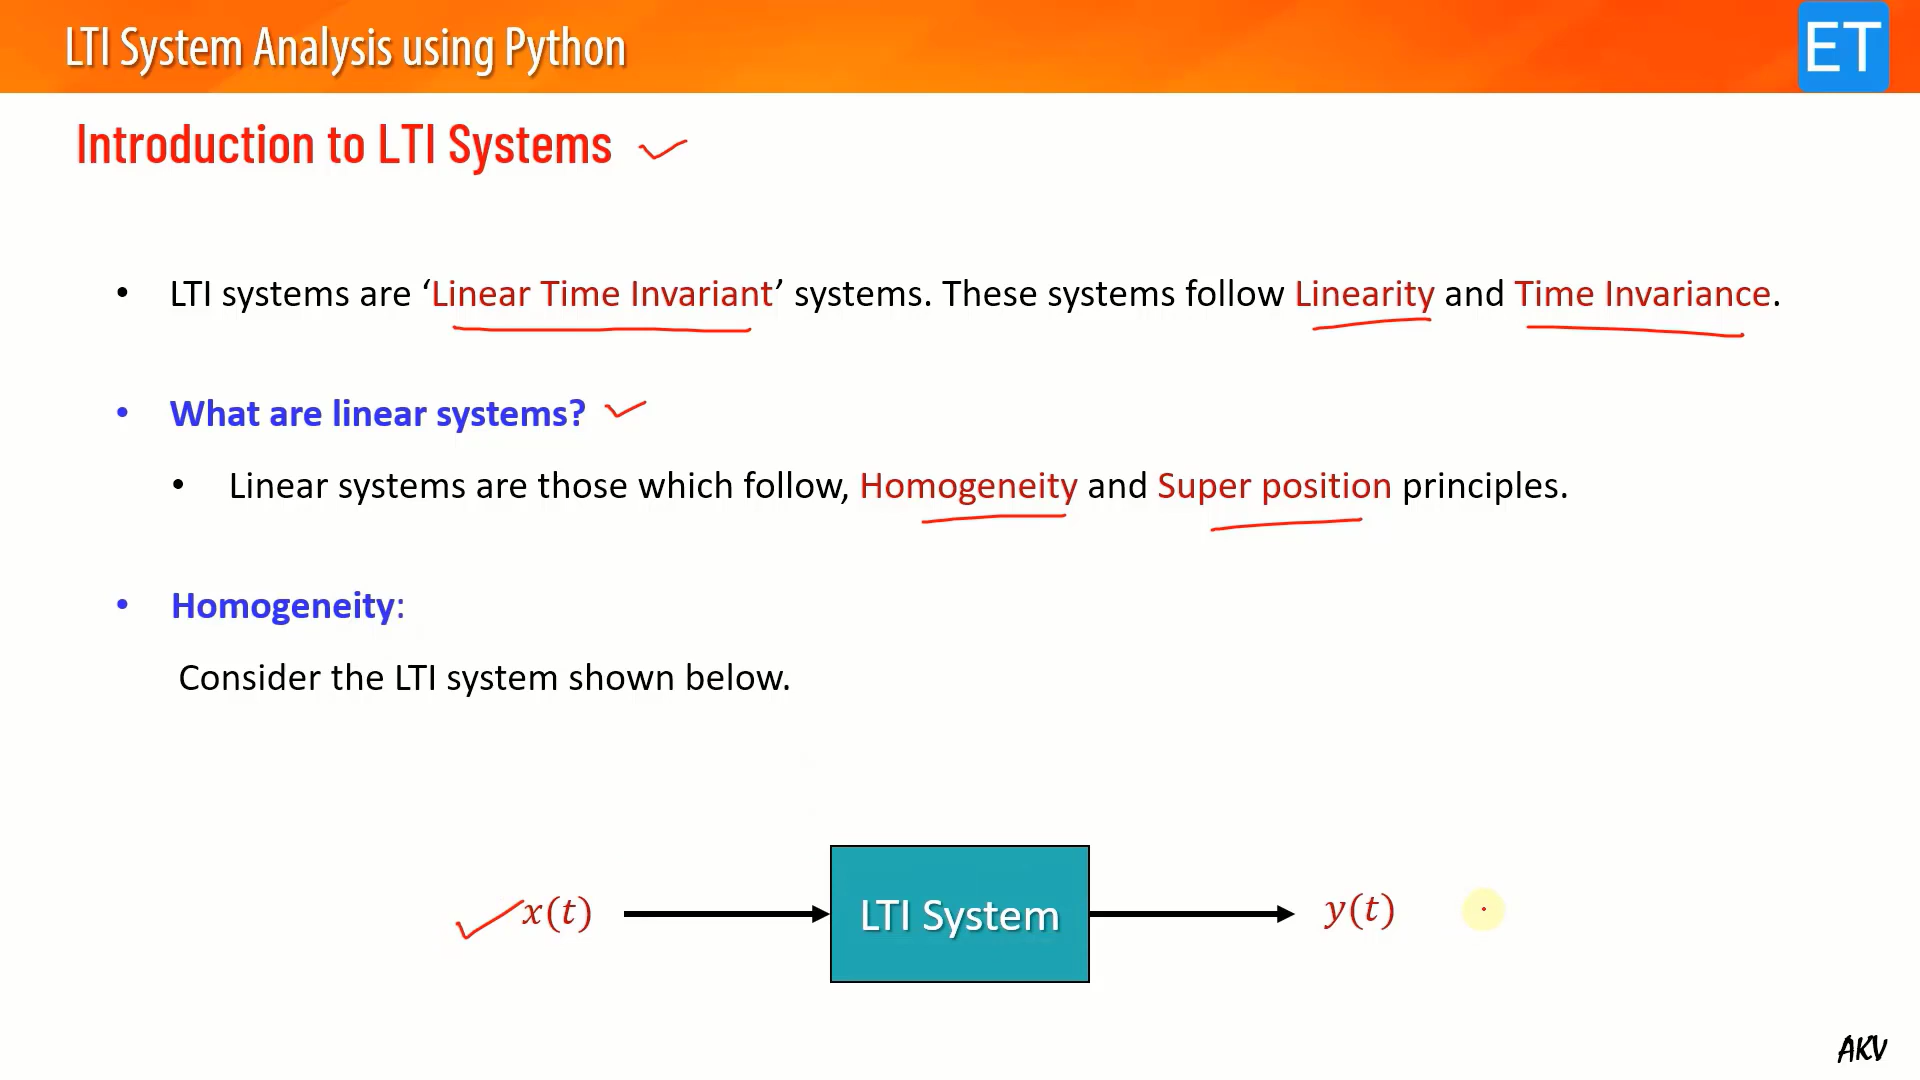 LTI System Analysis using Python
ET
Introduction to LTI Systems
• LTI systems are ‘Linear Time Invariant’ systems. These systems follow Linearity and Time Invariance.
• What are linear systems?
• Linear systems are those which follow, Homogeneity and Super position principles.
• Homogeneity:
Consider the LTI system shown below.
x(t) LTI System y(t)
AKV